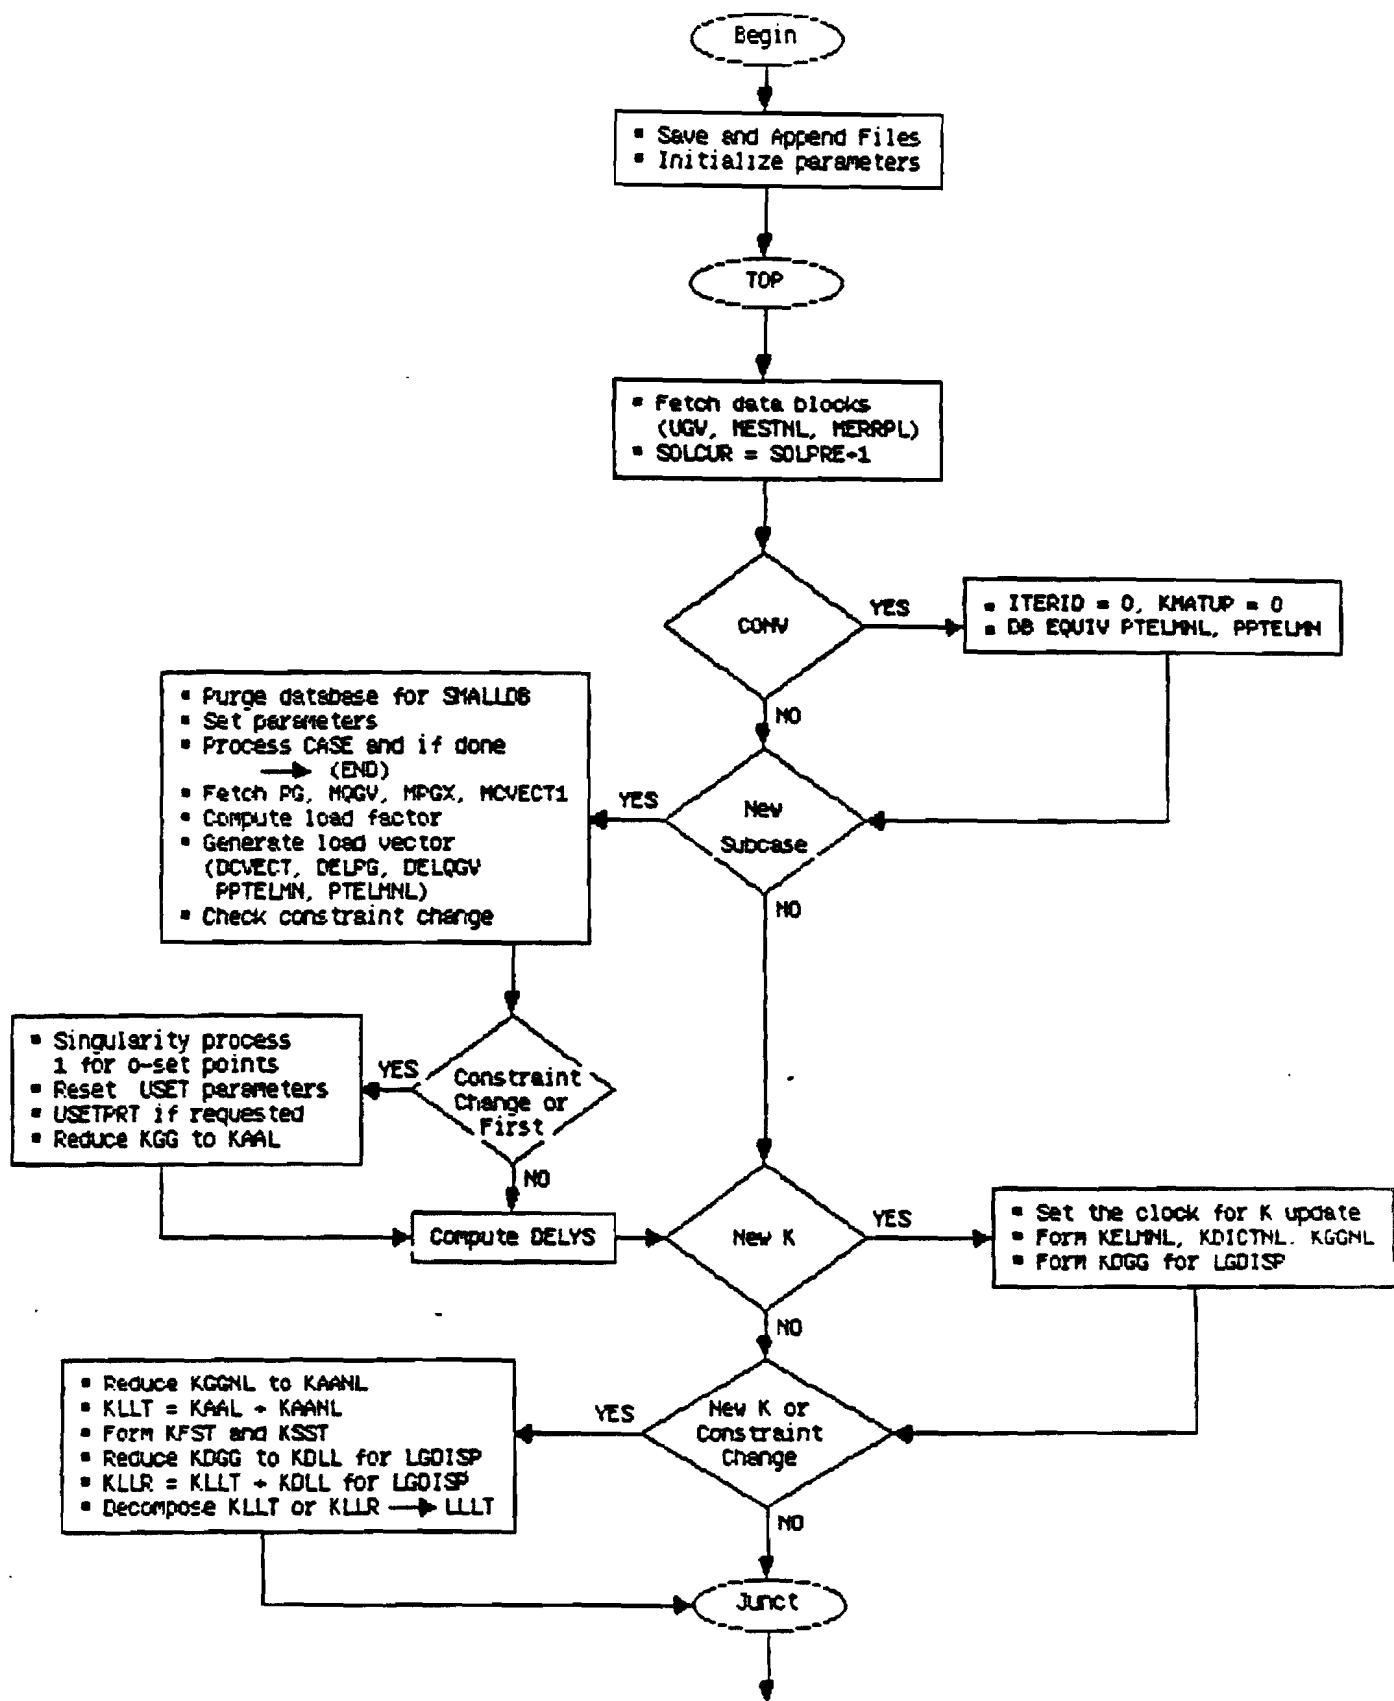 Begin
▪ Save and Append Files
▪ Initialize parameters
TOP
▪ Fetch data blocks
(UGV, MESTNL, MERRPL)
▪ SOLCUR = SOLPRE+1
CONV
YES
▪ ITERID = 0, KMATUP = 0
▪ DB EQUIV PTELMNL, PPTELMN
NO
▪ Purge database for SMALLDB
▪ Set parameters
▪ Process CASE and if done
→ (END)
▪ Fetch PG, MQGV, MPGX, MCVECT1
▪ Compute load factor
▪ Generate load vector
(DCVECT, DELPG, DELQGV
PPTELMN, PTELMNL)
▪ Check constraint change
YES
New
Subcase
NO
▪ Singularity process
1 for o-set points
▪ Reset USET parameters
▪ USETPRT if requested
▪ Reduce KGG to KAAL
YES
Constraint
Change or
First
NO
Compute DELYS
New K
YES
▪ Set the clock for K update
▪ Form KELMNL, KDICTNL, KGGNL
▪ Form KDGG for LGDISP
NO
▪ Reduce KGGNL to KAANL
▪ KLLT = KAAL + KAANL
▪ Form KFST and KSST
▪ Reduce KDGG to KDLL for LGDISP
▪ KLLR = KLLT + KDLL for LGDISP
▪ Decompose KLLT or KLLR → LLLT
YES
New K or
Constraint
Change
NO
Junct